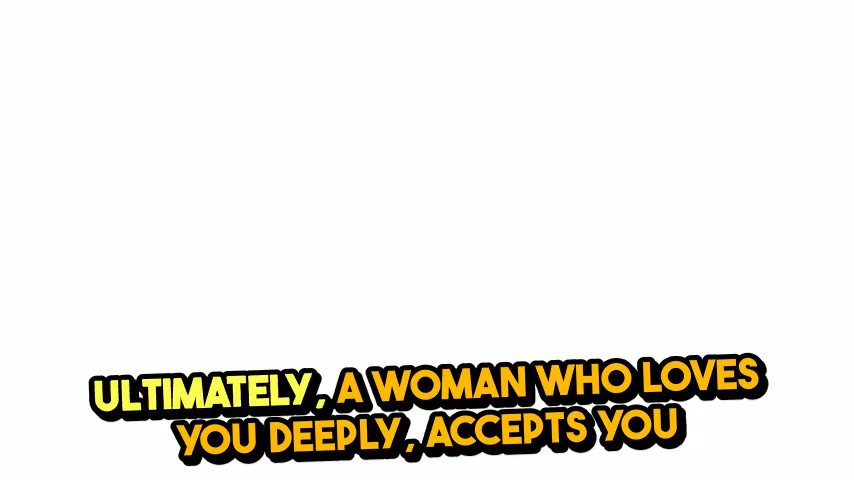 ULTIMATELY, A WOMAN WHO LOVES
YOU DEEPLY, ACCEPTS YOU